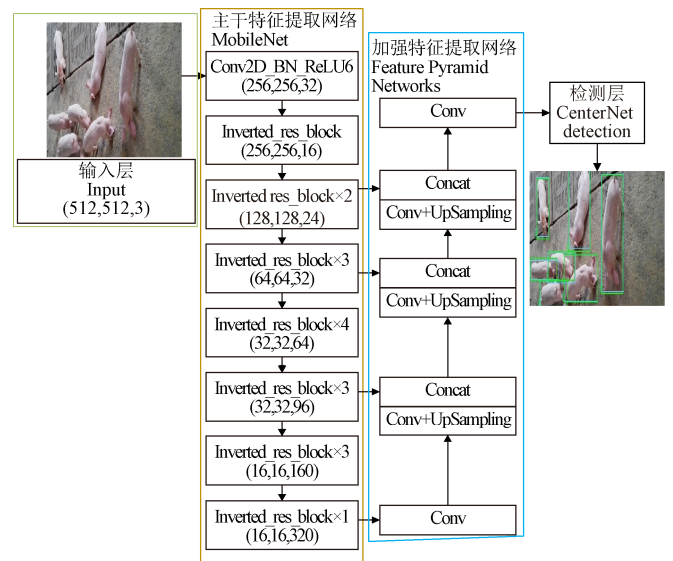 输入层
Input
(512,512,3)
主干特征提取网络
MobileNet
Conv2D_BN_ReLU6
(256,256,32)
Inverted_res_block
(256,256,16)
Inverted res_block×2
(128,128,24)
Inverted_res_block×3
(64,64,32)
Inverted_res_block×4
(32,32,64)
Inverted_res_block×3
(32,32,96)
Inverted_res_block×3
(16,16,160)
Inverted_res_block×1
(16,16,320)
加强特征提取网络
Feature Pyramid
Networks
Conv
Concat
Conv+UpSampling
Concat
Conv+UpSampling
Concat
Conv+UpSampling
Conv
检测层
CenterNet
detection